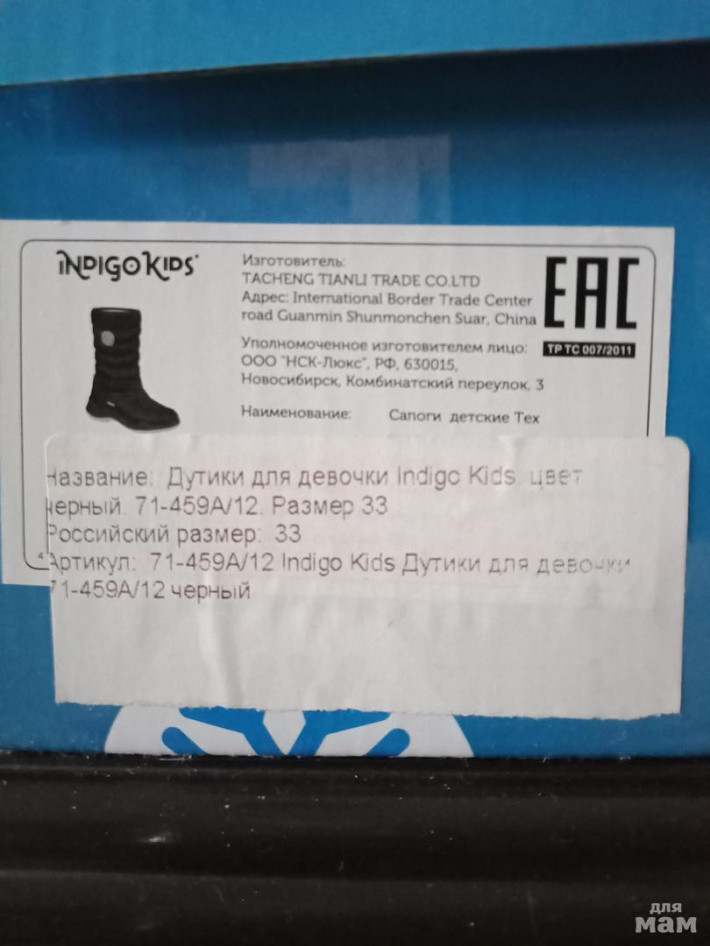 INDIGO KIDS
Изготовитель:
TACHENG TIANLI TRADE CO.LTD
Адрес: International Border Trade Center
road Guanmin Shunmonchen Suar, China
EAC
ТР ТС 007/2011
Уполномоченное изготовителем лицо:
ООО "НСК-Люкс", РФ, 630015,
Новосибирск, Комбинатский переулок, 3
Наименование: Сапоги детские Тех
Название: Дутики для девочки Indigo Kids, цвет
черный. 71-459A/12. Размер 33
Российский размер: 33
Артикул: 71-459A/12 Indigo Kids Дутики для девочки
71-459A/12 черный
для
мам